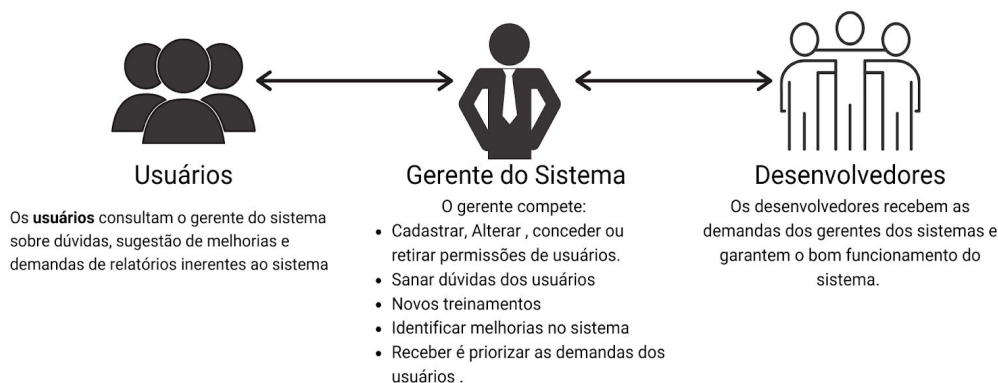 Usuários
Os usuários consultam o gerente do sistema
sobre dúvidas, sugestão de melhorias e
demandas de relatórios inerentes ao sistema
Gerente do Sistema
O gerente compete:
• Cadastrar, Alterar , conceder ou
retirar permissões de usuários.
• Sanar dúvidas dos usuários
• Novos treinamentos
• Identificar melhorias no sistema
• Receber é priorizar as demandas dos
usuários .
Desenvolvedores
Os desenvolvedores recebem as
demandas dos gerentes dos sistemas e
garantem o bom funcionamento do
sistema.